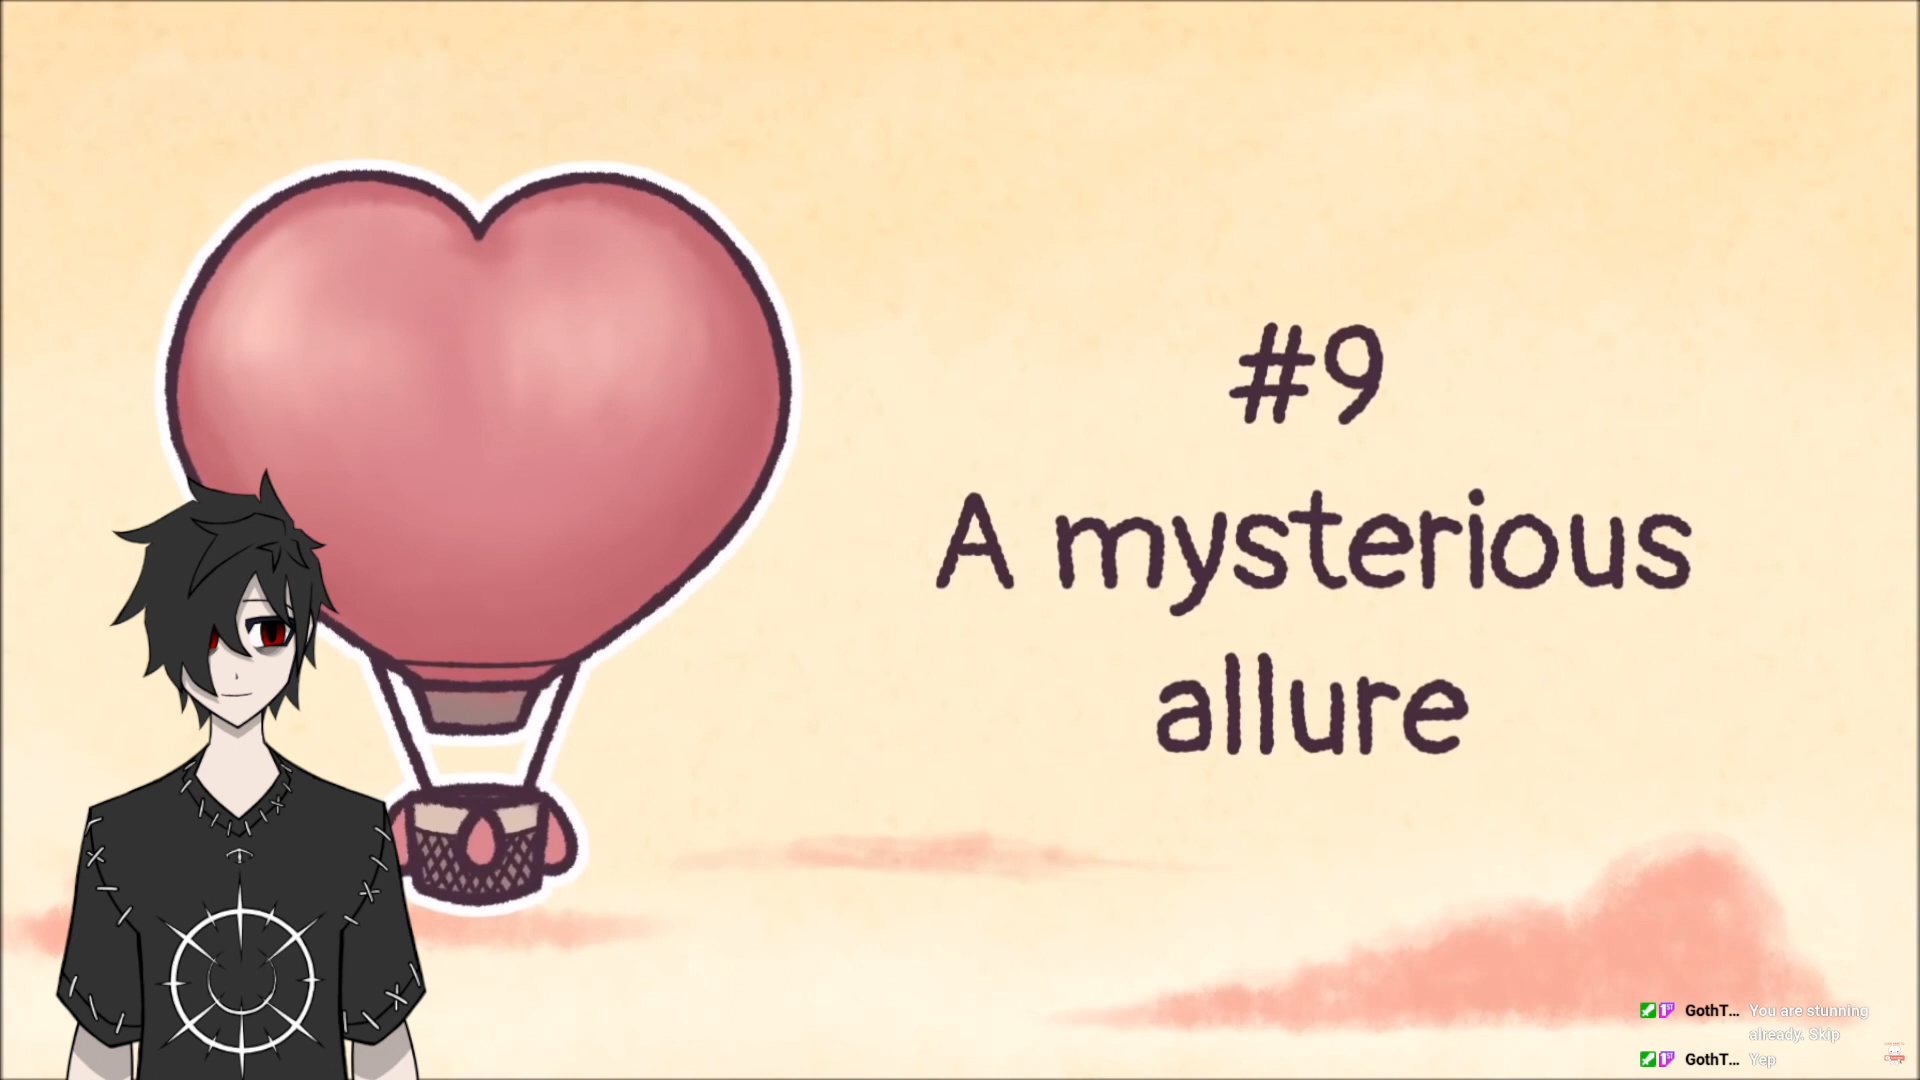 #9
A mysterious
allure
GothT... You are stunning
already. Skip
GothT... Yep